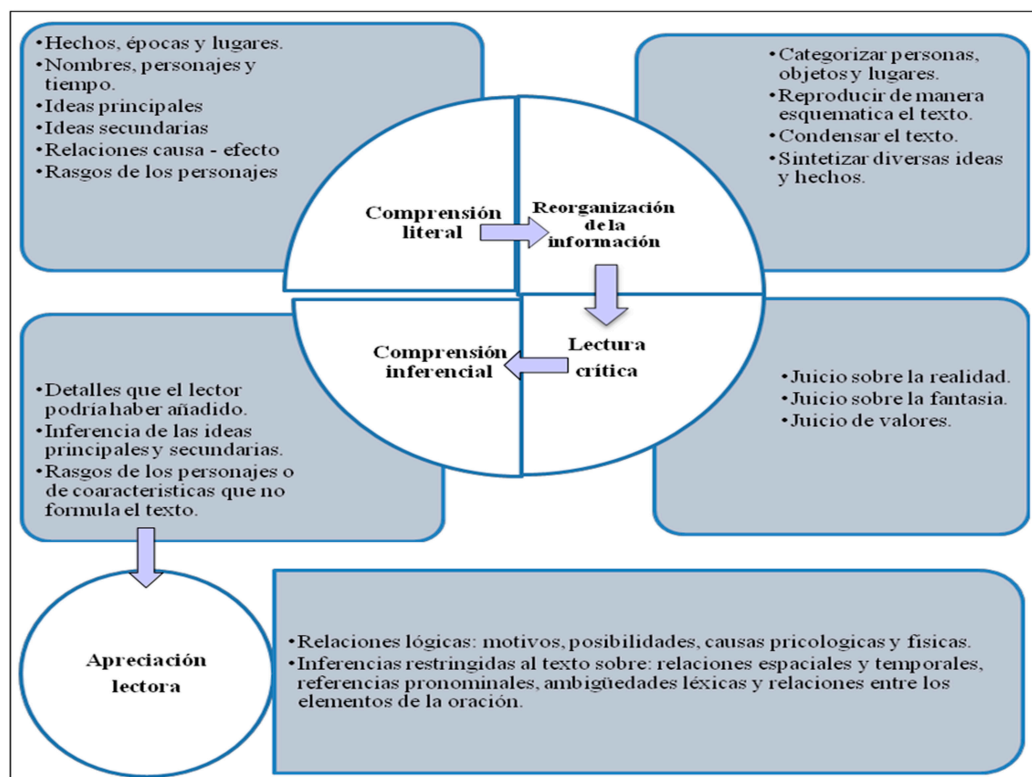 •Hechos, épocas y lugares.
•Nombres, personajes y
tiempo.
•Ideas principales
•Ideas secundarias
•Relaciones causa - efecto
•Rasgos de los personajes
•Categorizar personas,
objetos y lugares.
•Reproducir de manera
esquematica el texto.
•Condensar el texto.
•Sintetizar diversas ideas
y hechos.
Comprensión
literal
Reorganización
de la
información
Comprensión
inferencial
Lectura
crítica
•Detalles que el lector
podría haber añadido.
•Inferencia de las ideas
principales y secundarias.
•Rasgos de los personajes o
de coaracteristicas que no
formula el texto.
•Juicio sobre la realidad.
•Juicio sobre la fantasia.
•Juicio de valores.
Apreciación
lectora
•Relaciones lógicas: motivos, posibilidades, causas pricologicas y físicas.
•Inferencias restringidas al texto sobre: relaciones espaciales y temporales,
referencias pronominales, ambigüedades léxicas y relaciones entre los
elementos de la oración.